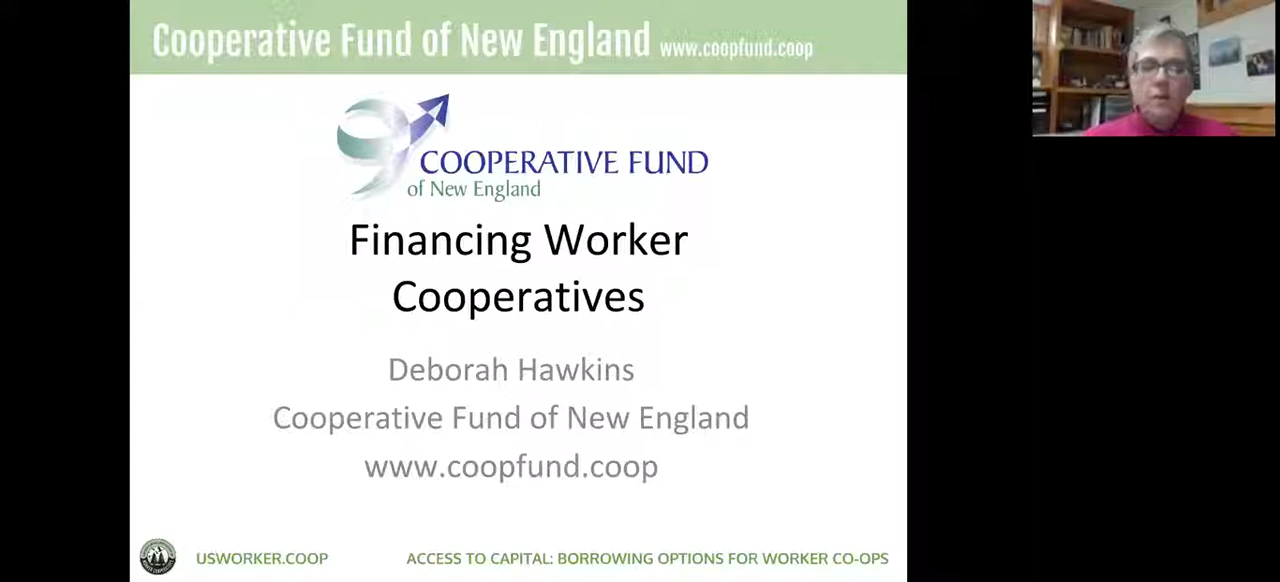 Cooperative Fund of New England www.coopfund.coop
COOPERATIVE FUND
of New England
Financing Worker
Cooperatives
Deborah Hawkins
Cooperative Fund of New England
www.coopfund.coop
USWORKER.COOP ACCESS TO CAPITAL: BORROWING OPTIONS FOR WORKER CO-OPS